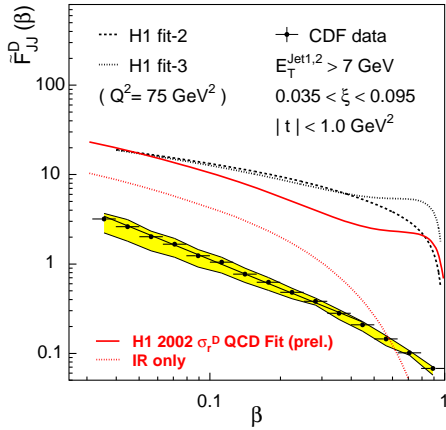 F̃ᴰ_JJ (β)
100
10
1
0.1
H1 fit-2
H1 fit-3
( Q²= 75 GeV² )
CDF data
E_T^Jet1,2 > 7 GeV
0.035 < ξ < 0.095
| t | < 1.0 GeV²
H1 2002 σ_r^D QCD Fit (prel.)
IR only
0.1
1
β